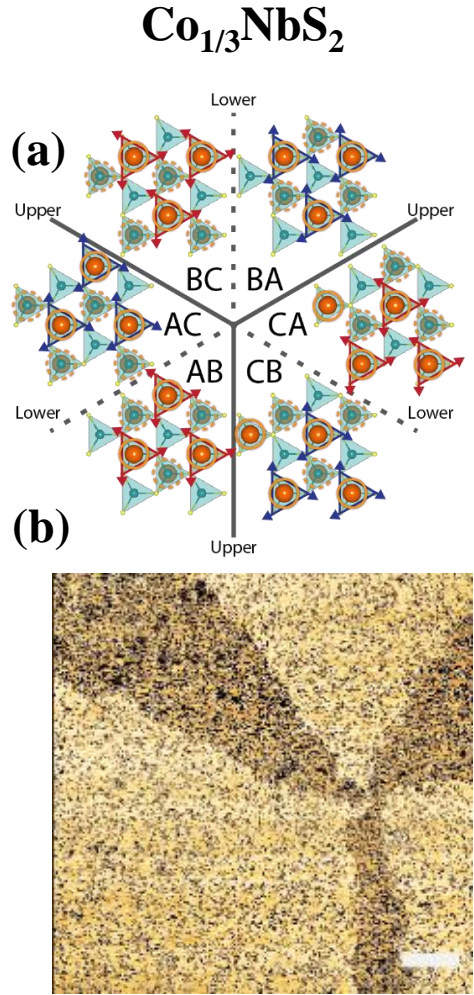 Co1/3NbS2
Lower
(a)
Upper
Upper
BC BA
AC CA
AB CB
Lower
Lower
(b)
Upper